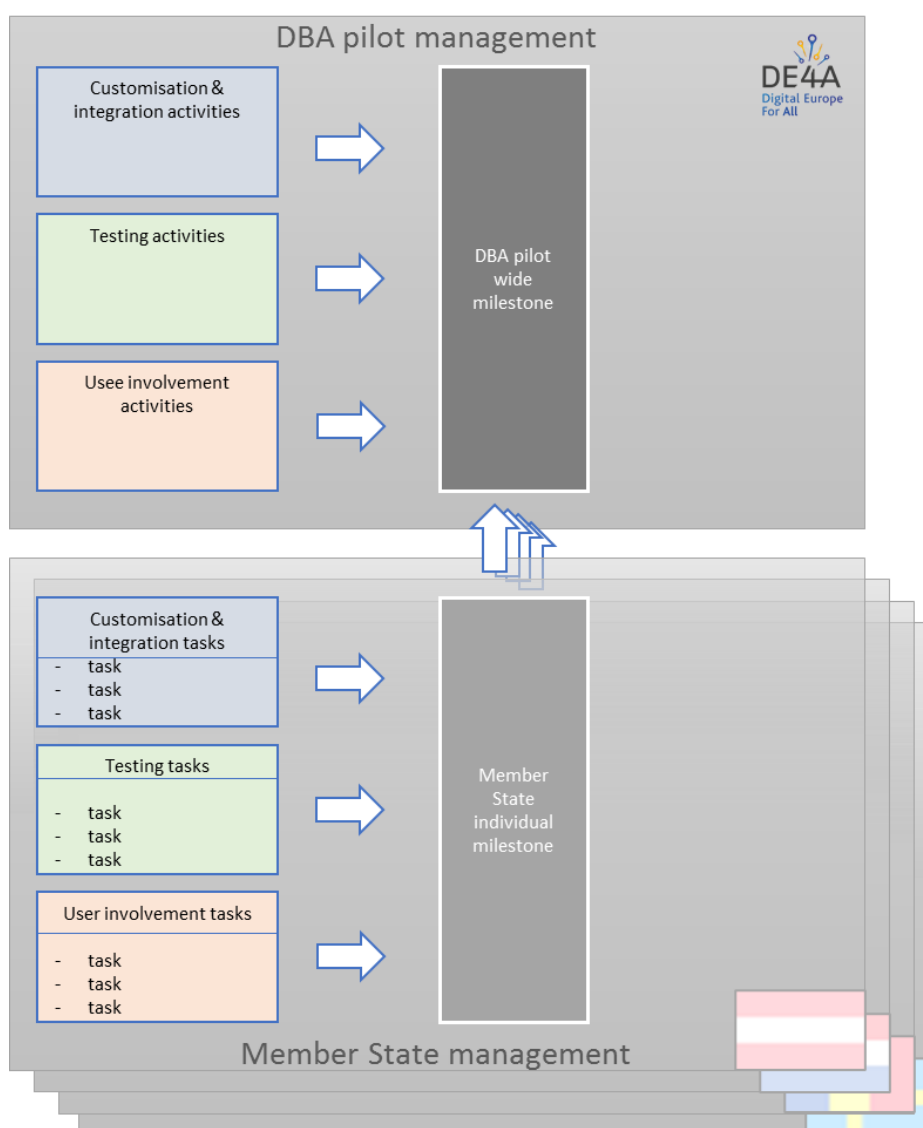 DBA pilot management
DE4A
Digital Europe
For All
Customisation &
integration activities
Testing activities
Usee involvement
activities
DBA pilot
wide
milestone
Customisation &
integration tasks
- task
- task
- task
Testing tasks
- task
- task
- task
User involvement tasks
- task
- task
- task
Member
State
individual
milestone
Member State management